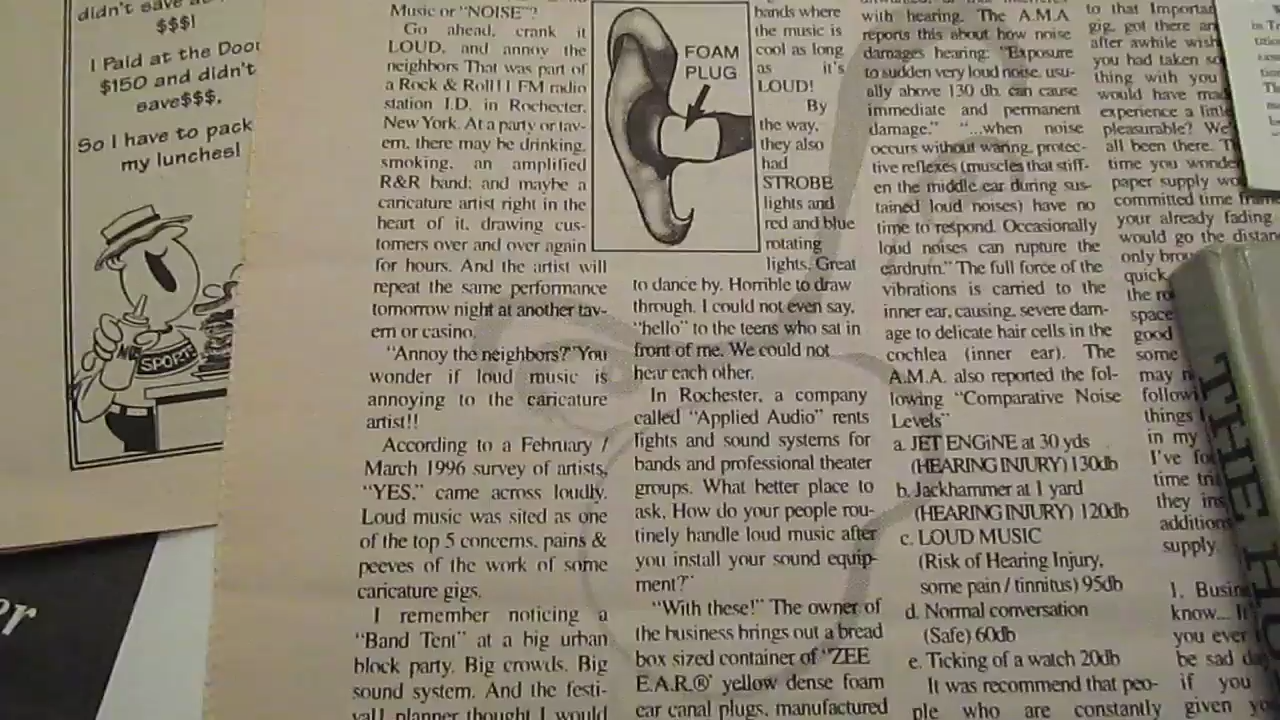 didn't save
$$$!
I Paid at the Door
$150 and didn't
save$$$,
So I have to pack
my lunches!
SPORT
Music or "NOISE"?
Go ahead, crank it
LOUD, and annoy the
neighbors That was part of
a Rock & Roll!! FM radio
station I.D. in Rochecter,
New York. At a party or tav-
ern, there may be drinking,
smoking, an amplified
R&R band; and maybe a
caricature artist right in the
heart of it, drawing cus-
tomers over and over again
for hours. And the artist will
repeat the same performance
tomorrow night at another tav-
ern or casino.
"Annoy the neighbors?" You
wonder if loud music is
annoying to the caricature
artist!!
According to a February /
March 1996 survey of artists,
"YES," came across loudly.
Loud music was sited as one
of the top 5 concerns, pains &
peeves of the work of some
caricature gigs.
I remember noticing a
"Band Tent" at a big urban
block party. Big crowds. Big
sound system. And the festi-
val planner thought I would
FOAM
PLUG
bands where
the music is
cool as long
as it's
LOUD!
By
the way,
they also
had
STROBE
lights and
red and blue
rotating
lights. Great
to dance by. Horrible to draw
through. I could not even say,
"hello" to the teens who sat in
front of me. We could not
hear each other.
In Rochester, a company
called "Applied Audio" rents
lights and sound systems for
bands and professional theater
groups. What better place to
ask, How do your people rou-
tinely handle loud music after
you install your sound equip-
ment?"
"With these!" The owner of
the business brings out a bread
box sized container of "ZEE
E.A.R.®' yellow dense foam
ear canal plugs, manufactured
with hearing. The A.M.A
reports this about how noise
damages hearing: "Exposure
to sudden very loud noise, usu-
ally above 130 db. can cause
immediate and permanent
damage." "...when noise
occurs without waring, protec-
tive reflexes (muscles that stiff-
en the middle ear during sus-
tained loud noises) have no
time to respond. Occasionally
loud noises can rupture the
eardrum." The full force of the
vibrations is carried to the
inner ear, causing, severe dam-
age to delicate hair cells in the
cochlea (inner ear). The
A.M.A. also reported the fol-
lowing "Comparative Noise
Levels"
a. JET ENGiNE at 30 yds
(HEARING INJURY) 130db
b. Jackhammer at 1 yard
(HEARING INJURY) 120db
c. LOUD MUSIC
(Risk of Hearing Injury,
some pain / tinnitus) 95db
d. Normal conversation
(Safe) 60db
e. Ticking of a watch 20db
It was recommend that peo-
ple who are constantly
to that
gig, got there
after awhile
you had taken
thing with you
would have
experience a little
pleasurable?
all been there.
time you
paper supply
committed time
your already fading
would go the
only
quick,
the
space
good
some
may
things
in my
I've
time
they
supply.
1.
know...
you ever
be sad
if you
given
THE